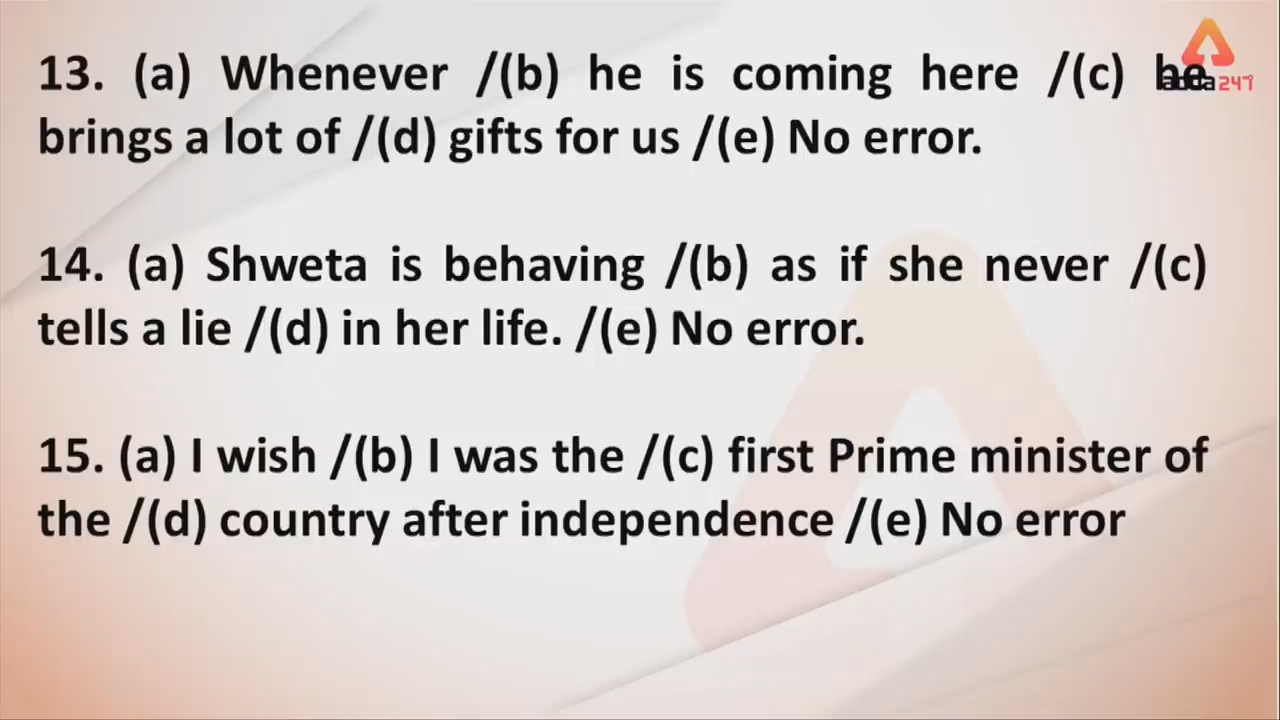 13. (a) Whenever /(b) he is coming here /(c) he
brings a lot of /(d) gifts for us /(e) No error.
14. (a) Shweta is behaving /(b) as if she never /(c)
tells a lie /(d) in her life. /(e) No error.
15. (a) I wish /(b) I was the /(c) first Prime minister of
the /(d) country after independence /(e) No error
adda247